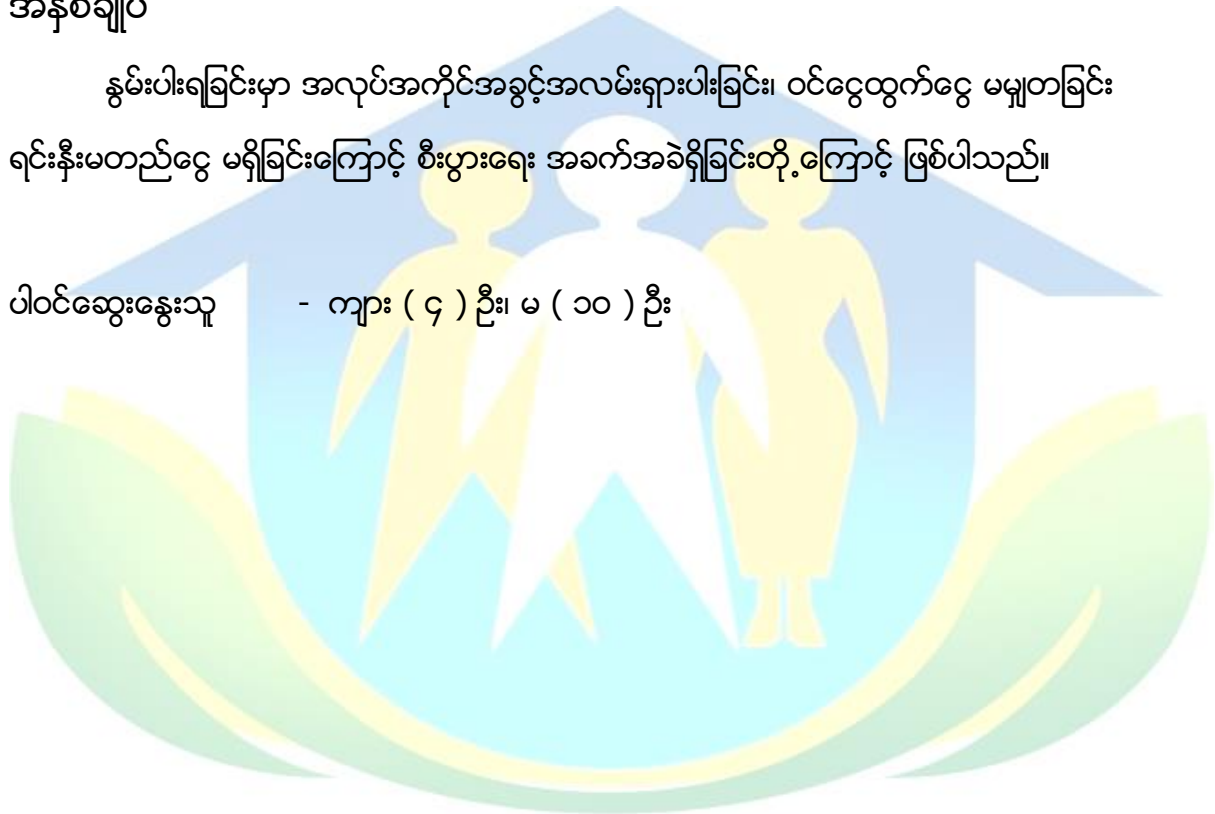 အနှစ်ချုပ်
နွမ်းပါးရခြင်းမှာ အလုပ်အကိုင်အခွင့်အလမ်းရှားပါးခြင်း၊ ဝင်ငွေထွက်ငွေ မမျှတခြင်း
ရင်းနှီးမတည်ငွေ မရှိခြင်းကြောင့် စီးပွားရေး အခက်အခဲရှိခြင်းတို့ကြောင့် ဖြစ်ပါသည်။
ပါဝင်ဆွေးနွေးသူ - ကျား ( ၄ ) ဦး၊ မ ( ၁၀ ) ဦး